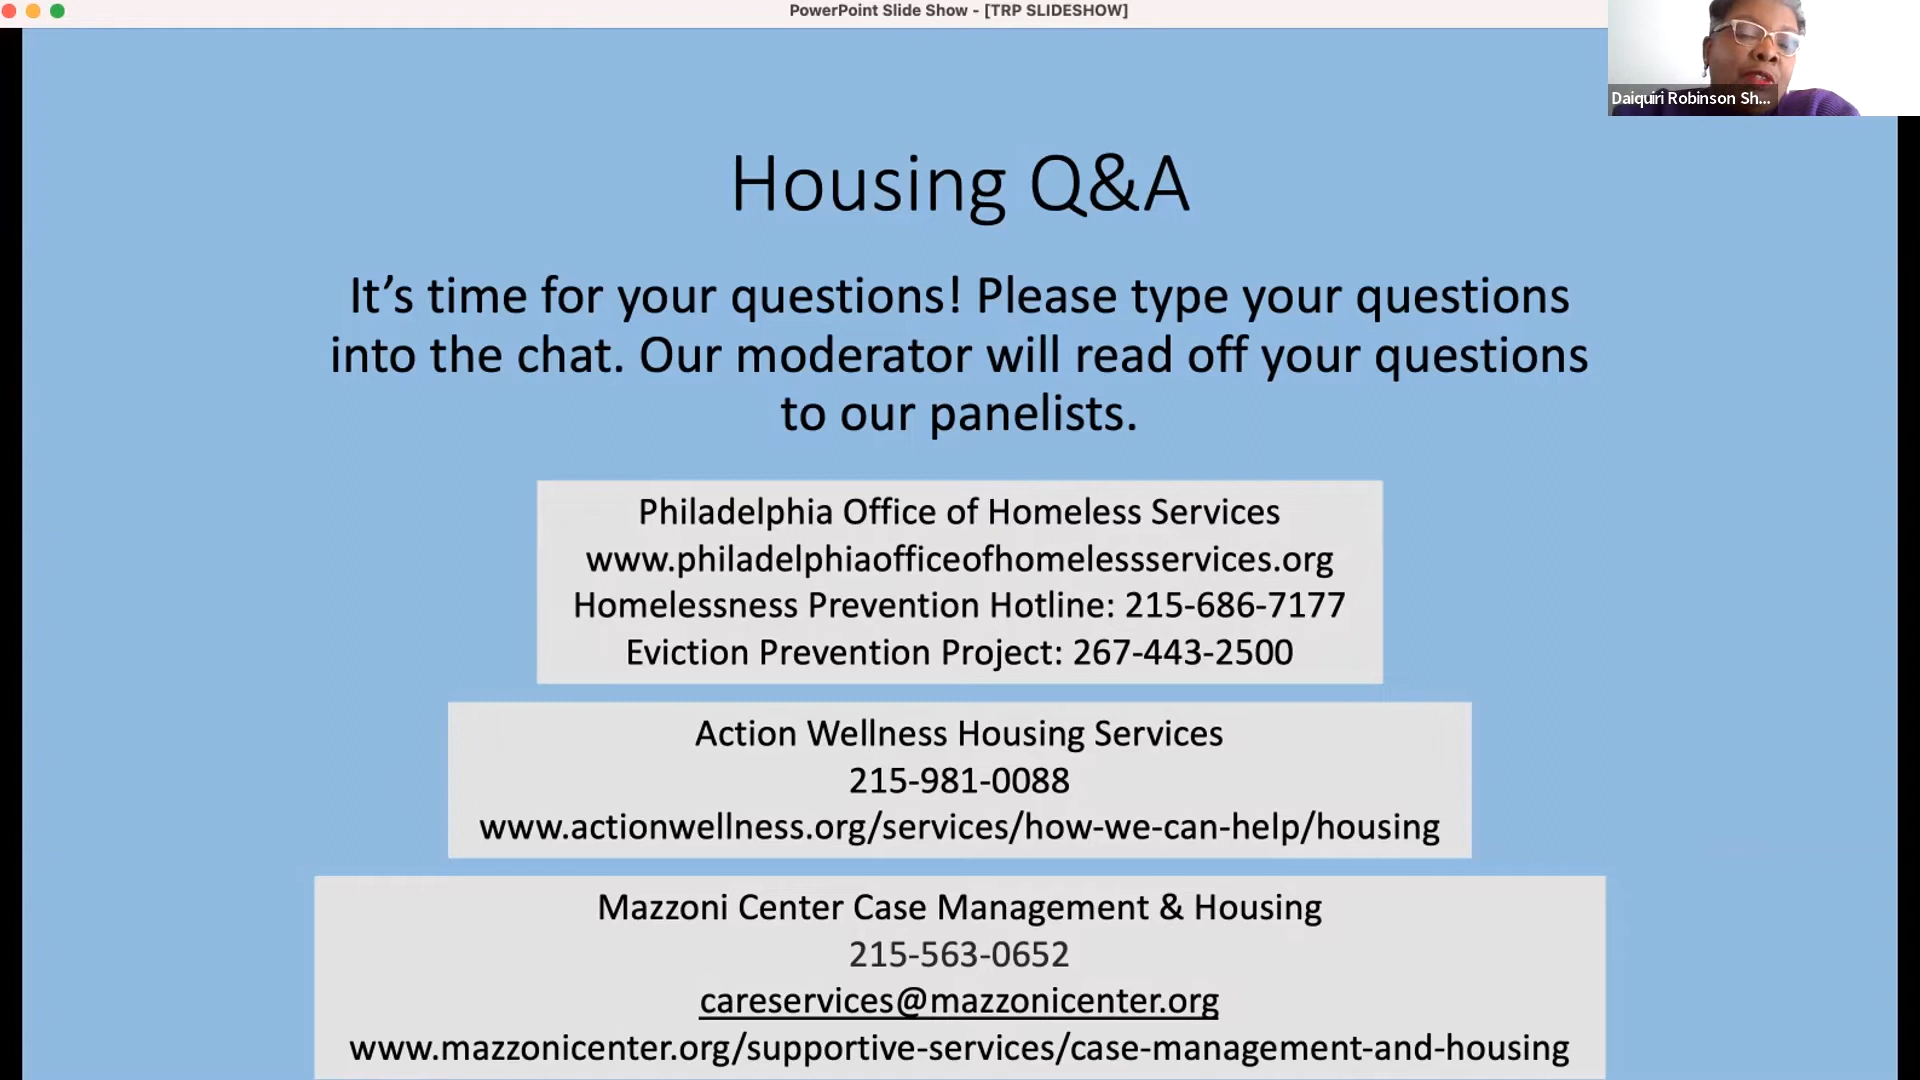 PowerPoint Slide Show - [TRP SLIDESHOW]
Daiquiri Robinson Sh...
Housing Q&A
It’s time for your questions! Please type your questions
into the chat. Our moderator will read off your questions
to our panelists.
Philadelphia Office of Homeless Services
www.philadelphiaofficeofhomelessservices.org
Homelessness Prevention Hotline: 215-686-7177
Eviction Prevention Project: 267-443-2500
Action Wellness Housing Services
215-981-0088
www.actionwellness.org/services/how-we-can-help/housing
Mazzoni Center Case Management & Housing
215-563-0652
careservices@mazzonicenter.org
www.mazzonicenter.org/supportive-services/case-management-and-housing